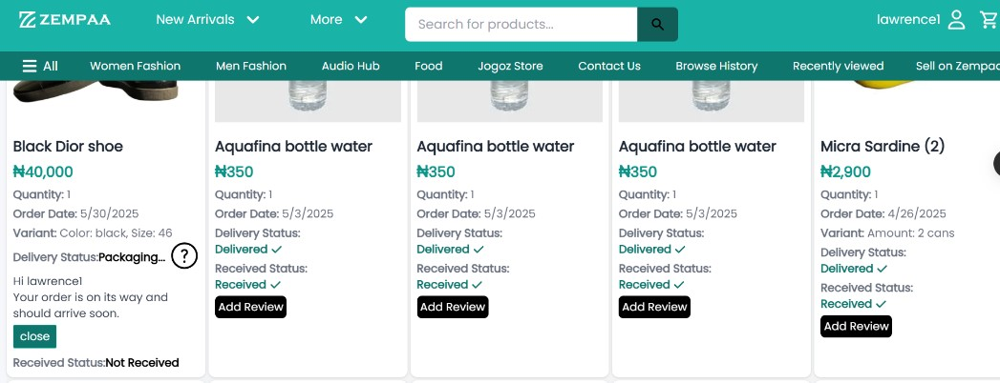 ZEMPAA
New Arrivals
More
Search for products...
lawrence1
All
Women Fashion
Men Fashion
Audio Hub
Food
Jogoz Store
Contact Us
Browse History
Recently viewed
Sell on
Black Dior shoe
₦40,000
Quantity: 1
Order Date: 5/30/2025
Variant: Color: black, Size: 46
Delivery Status:Packaging...
?
Hi lawrence1
Your order is on its way and
should arrive soon.
close
Received Status:Not Received
Aquafina bottle water
₦350
Quantity: 1
Order Date: 5/3/2025
Delivery Status:
Delivered ✓
Received Status:
Received ✓
Add Review
Aquafina bottle water
₦350
Quantity: 1
Order Date: 5/3/2025
Delivery Status:
Delivered ✓
Received Status:
Received ✓
Add Review
Aquafina bottle water
₦350
Quantity: 1
Order Date: 5/3/2025
Delivery Status:
Delivered ✓
Received Status:
Received ✓
Add Review
Micra Sardine (2)
₦2,900
Quantity: 1
Order Date: 4/26/2025
Variant: Amount: 2 cans
Delivery Status:
Delivered ✓
Received Status:
Received ✓
Add Review